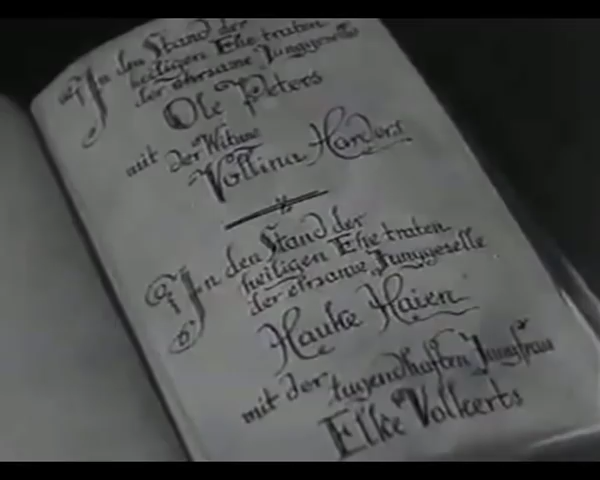 In den Stand der
heiligen Ehe traten
der ehrsame Junggeselle
Ole Peters
mit der Witwe
Vollina Harders
In den Stand der
heiligen Ehe traten
der ehrsame Junggeselle
Hauke Haien
mit der tugendhaften Jungfrau
Elke Volkerts